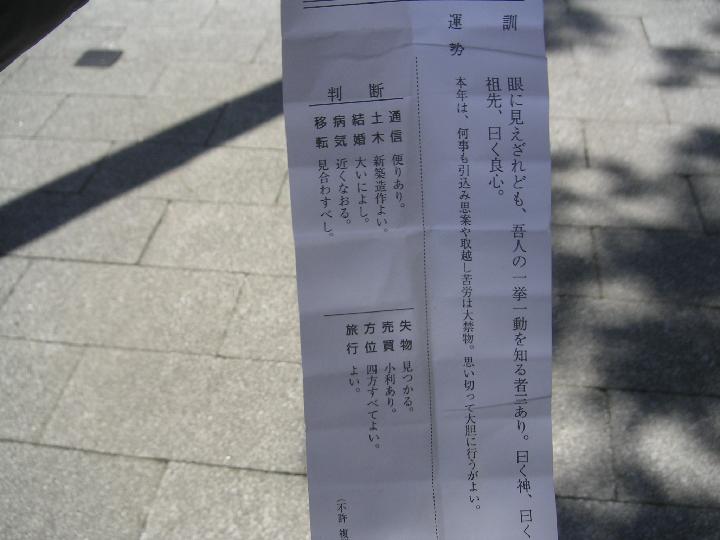 訓
眼に見えざれども、吾人の一挙一動を知る者三あり。曰く神、曰く
祖先、曰く良心。
運勢
本年は、何事も引込み思案や取越し苦労は大禁物。思い切って大胆に行うがよい。
判断
通信 便りあり。
土木 新築造作よい。
結婚 大いによし。
病気 近くなおる。
移転 見合わすべし。
失物 見つかる。
売買 小利あり。
方位 四方すべてよい。
旅行 よい。
(不許 複